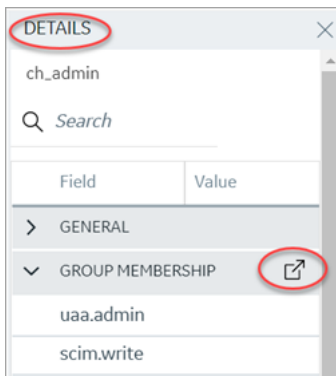 DETAILS
ch_admin
Search
Field Value
GENERAL
GROUP MEMBERSHIP
uaa.admin
scim.write